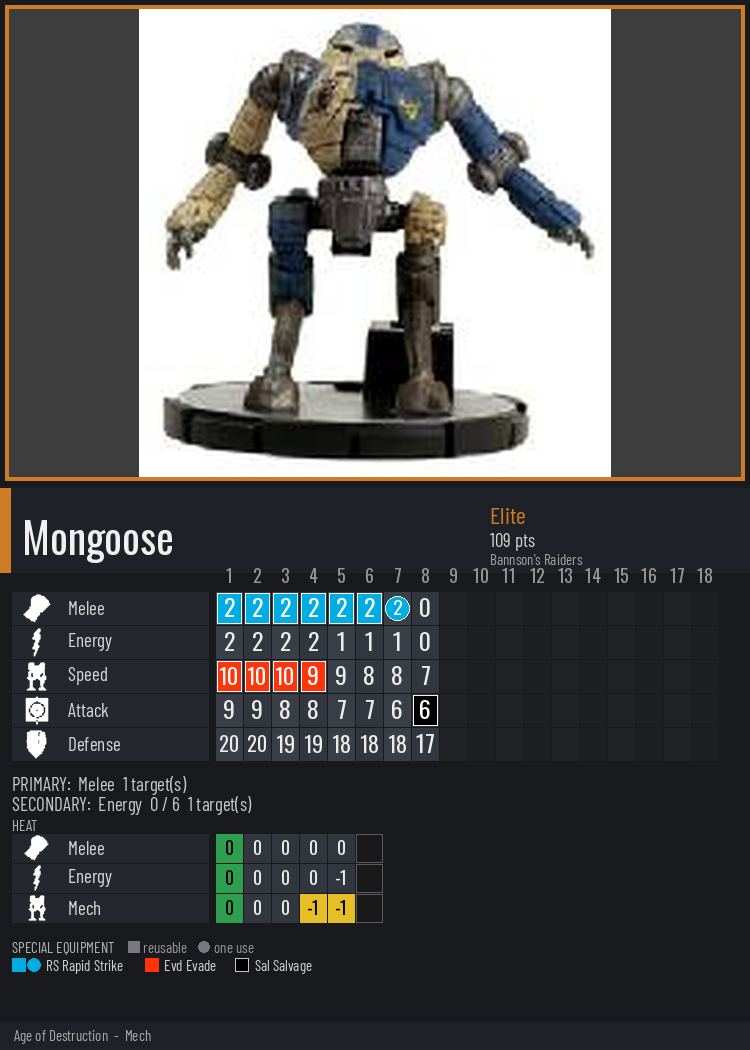 Mongoose
Elite
109 pts
Bannson's Raiders
1 2 3 4 5 6 7 8 9 10 11 12 13 14 15 16 17 18
Melee 2 2 2 2 2 2 2 0
Energy 2 2 2 2 1 1 1 0
Speed 10 10 10 9 9 8 8 7
Attack 9 9 8 8 7 7 6 6
Defense 20 20 19 19 18 18 18 17
PRIMARY: Melee 1 target(s)
SECONDARY: Energy 0 / 6 1 target(s)
HEAT
Melee 0 0 0 0 0
Energy 0 0 0 0 -1
Mech 0 0 0 -1 -1
SPECIAL EQUIPMENT reusable one use
RS Rapid Strike Evd Evade Sal Salvage
Age of Destruction - Mech